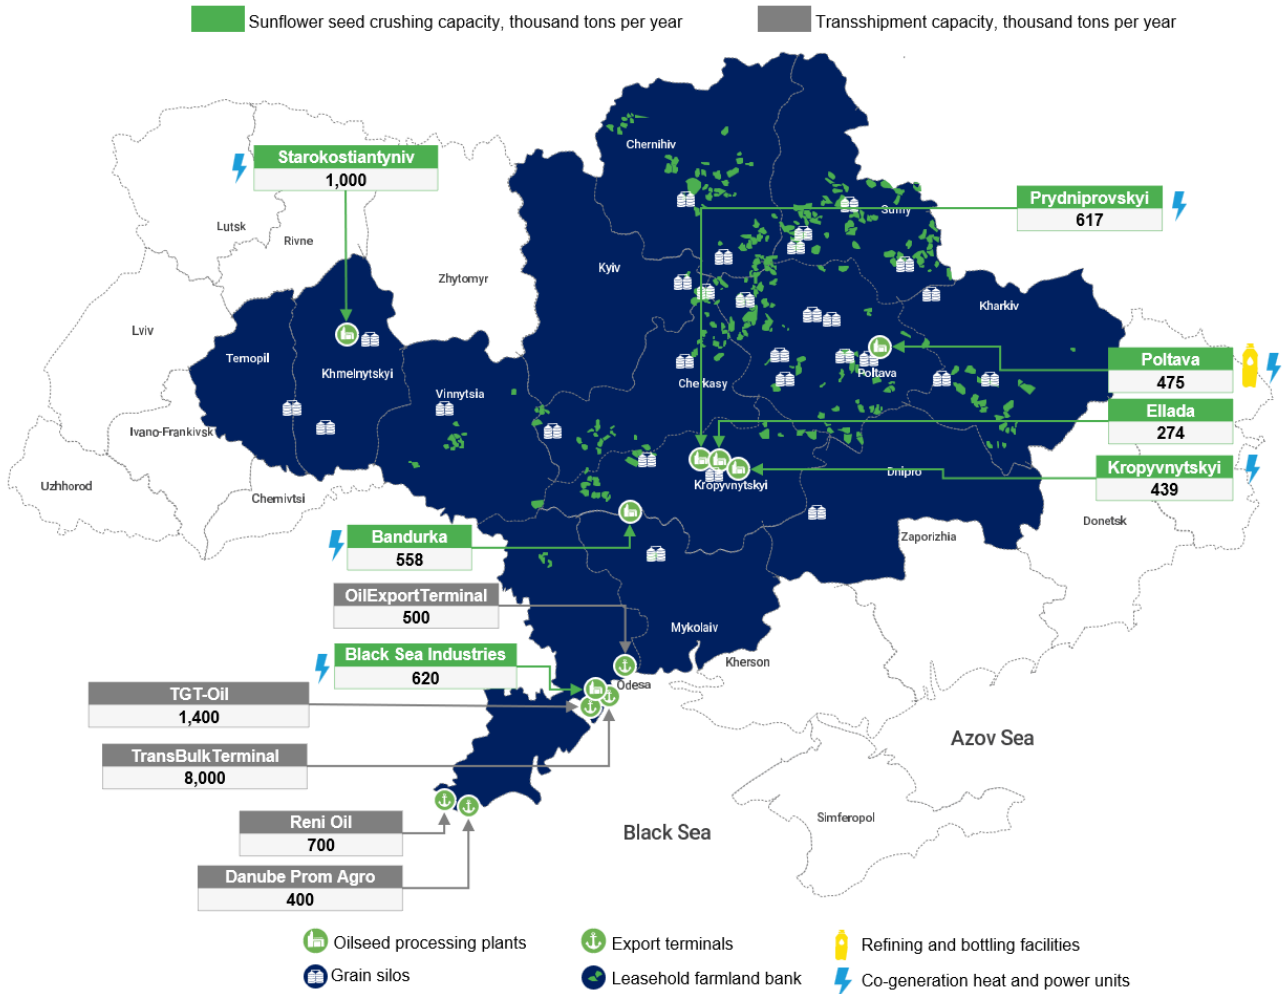 Sunflower seed crushing capacity, thousand tons per year
Transshipment capacity, thousand tons per year
Chernihiv
Starokostiantyniv
1,000
Prydniprovskyi
617
Sumy
Lutsk
Rivne
Kyiv
Zhytomyr
Kharkiv
Lviv
Ternopil
Khmelnytskyi
Vinnytsia
Cherkasy
Poltava
Poltava
475
Ellada
274
Ivano-Frankivsk
Uzhhorod
Chernivtsi
Kropyvnytskyi
Dnipro
Kropyvnytskyi
439
Donetsk
Zaporizhia
Bandurka
558
OilExportTerminal
500
Mykolaiv
Kherson
Black Sea Industries
620
Odesa
TGT-Oil
1,400
TransBulkTerminal
8,000
Azov Sea
Reni Oil
700
Black Sea
Simferopol
Danube Prom Agro
400
Oilseed processing plants
Export terminals
Refining and bottling facilities
Grain silos
Leasehold farmland bank
Co-generation heat and power units